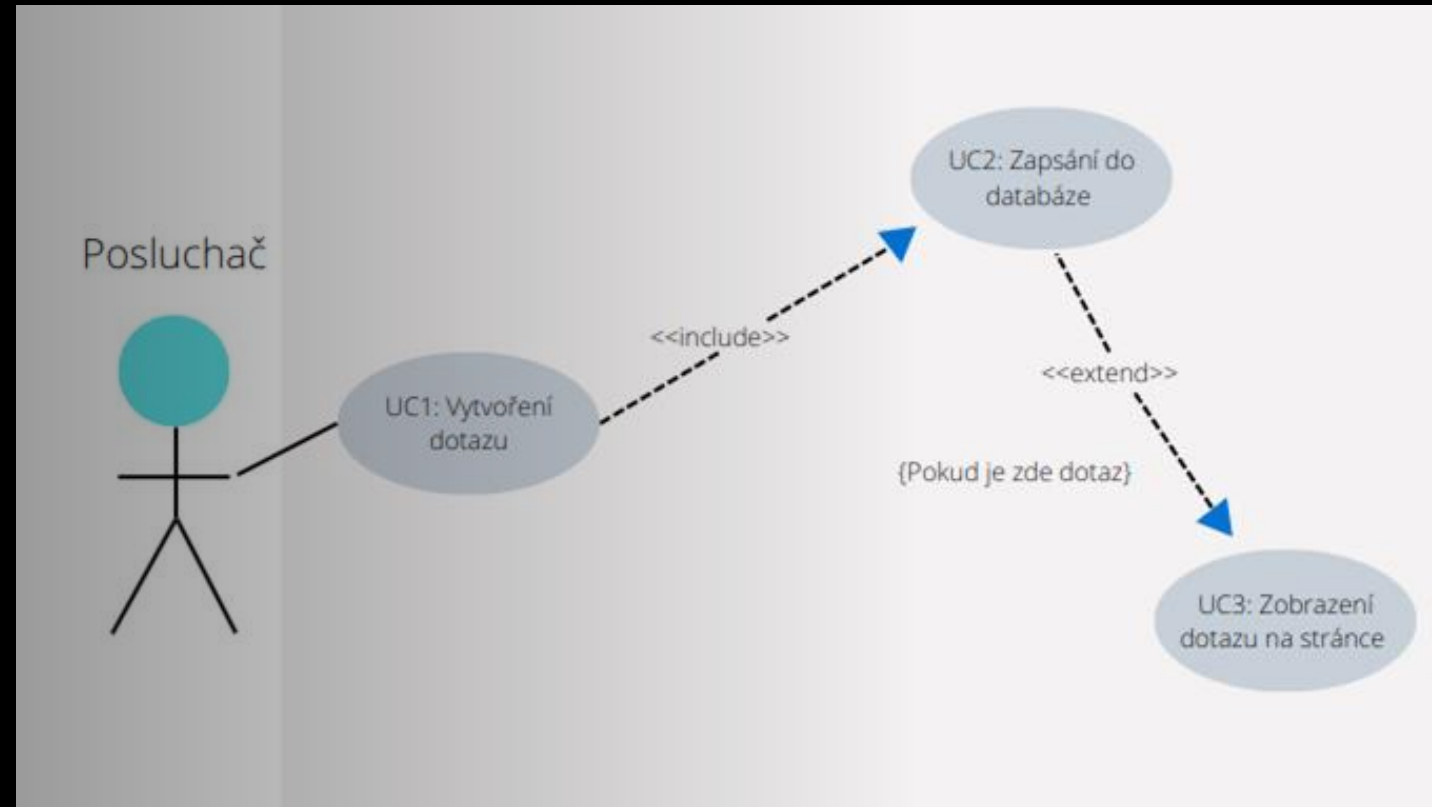 Posluchač
UC1: Vytvoření
dotazu
<<include>>
UC2: Zapsání do
databáze
<<extend>>
{Pokud je zde dotaz}
UC3: Zobrazení
dotazu na stránce